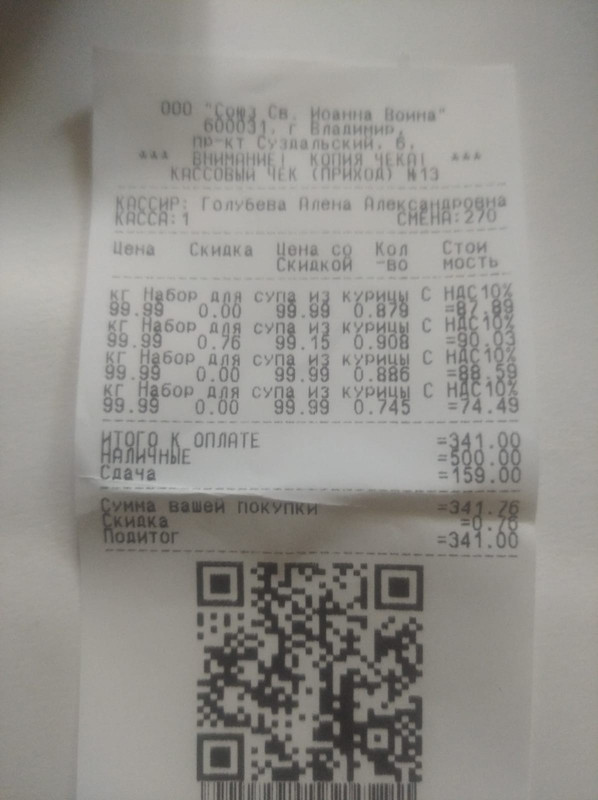 ООО "Союз Св. Иоанна Воина"
600031, г Владимир,
пр-кт Суздальский, 6,
*** ВНИМАНИЕ! КОПИЯ ЧЕКА! ***
КАССОВЫЙ ЧЕК (ПРИХОД) №13
КАССИР: Голубева Алена Александровна
КАССА:1 СМЕНА:270
Цена Скидка Цена со Кол Стои
Скидкой -во мость
кг Набор для супа из курицы С НДС10%
99.99 0.00 99.99 0.879 =87.89
кг Набор для супа из курицы С НДС10%
99.99 0.76 99.15 0.908 =90.03
кг Набор для супа из курицы С НДС10%
99.99 0.00 99.99 0.886 =88.59
кг Набор для супа из курицы С НДС10%
99.99 0.00 99.99 0.745 =74.49
ИТОГО К ОПЛАТЕ =341.00
НАЛИЧНЫЕ =500.00
Сдача =159.00
Сумма вашей покупки =341.76
Скидка =0.76
Подитог =341.00